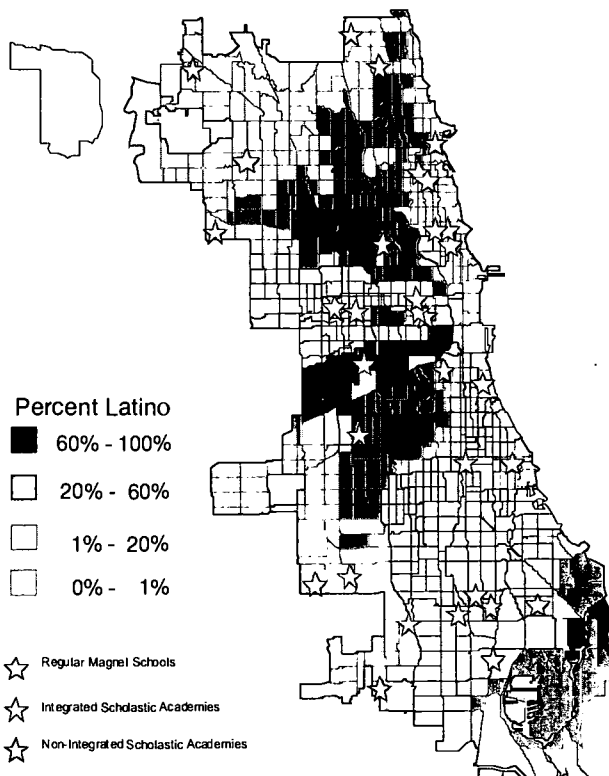 Percent Latino
60% - 100%
20% - 60%
1% - 20%
0% - 1%
Regular Magnel Schools
Integrated Scholastic Academies
Non-Integrated Scholastic Academies